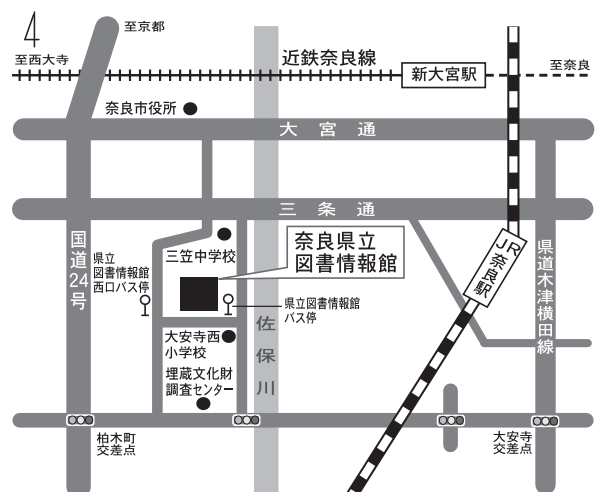 4
至京都
至西大寺
近鉄奈良線
新大宮駅
至奈良
奈良市役所
大宮通
三条通
国道24号
県立
図書情報館
西口バス停
三笠中学校
奈良県立
図書情報館
JR奈良駅
県道木津横田線
県立図書情報館
バス停
佐保川
大安寺西
小学校
埋蔵文化財
調査センター
柏木町
交差点
大安寺
交差点